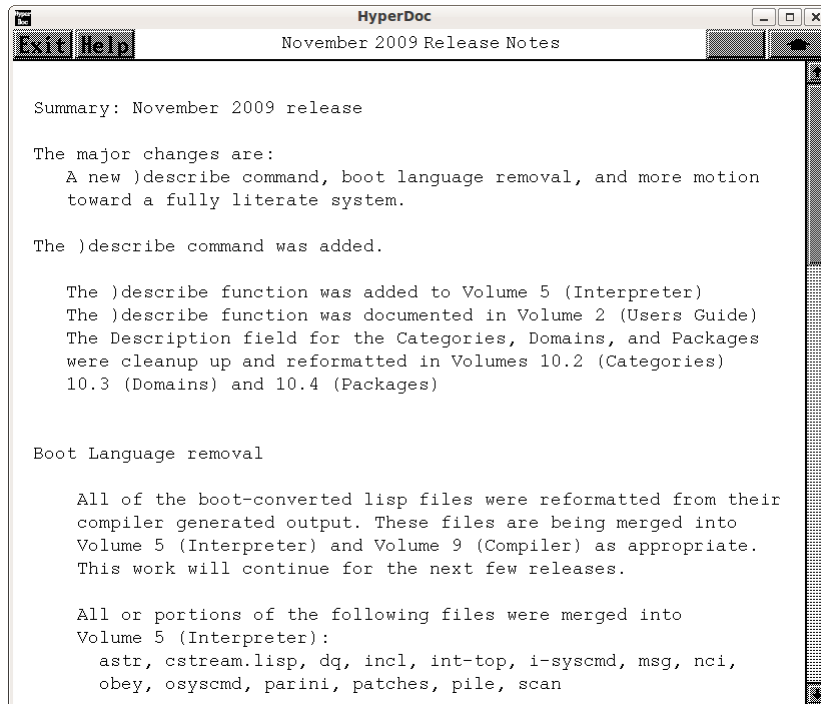 Hyper
Doc
HyperDoc
Exit Help
November 2009 Release Notes
Summary: November 2009 release
The major changes are:
A new )describe command, boot language removal, and more motion
toward a fully literate system.
The )describe command was added.
The )describe function was added to Volume 5 (Interpreter)
The )describe function was documented in Volume 2 (Users Guide)
The Description field for the Categories, Domains, and Packages
were cleanup up and reformatted in Volumes 10.2 (Categories)
10.3 (Domains) and 10.4 (Packages)
Boot Language removal
All of the boot-converted lisp files were reformatted from their
compiler generated output. These files are being merged into
Volume 5 (Interpreter) and Volume 9 (Compiler) as appropriate.
This work will continue for the next few releases.
All or portions of the following files were merged into
Volume 5 (Interpreter):
astr, cstream.lisp, dq, incl, int-top, i-syscmd, msg, nci,
obey, osyscmd, parini, patches, pile, scan